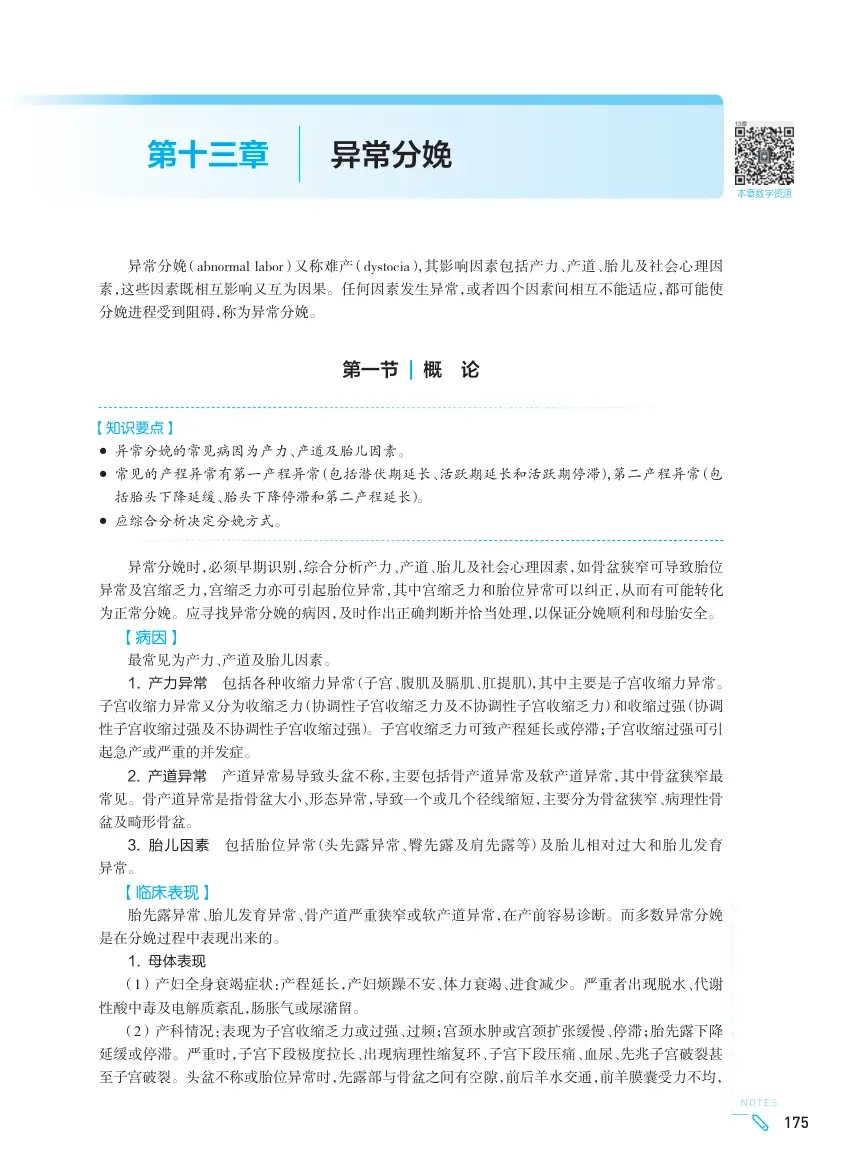 第十三章 异常分娩
13章
本章数字资源
异常分娩(abnormal labor)又称难产(dystocia),其影响因素包括产力、产道、胎儿及社会心理因
素,这些因素既相互影响又互为因果。任何因素发生异常,或者四个因素间相互不能适应,都可能使
分娩进程受到阻碍,称为异常分娩。
第一节 概 论
【知识要点】
● 异常分娩的常见病因为产力、产道及胎儿因素。
● 常见的产程异常有第一产程异常(包括潜伏期延长、活跃期延长和活跃期停滞),第二产程异常(包
括胎头下降延缓、胎头下降停滞和第二产程延长)。
● 应综合分析决定分娩方式。
异常分娩时,必须早期识别,综合分析产力、产道、胎儿及社会心理因素,如骨盆狭窄可导致胎位
异常及宫缩乏力,宫缩乏力亦可引起胎位异常,其中宫缩乏力和胎位异常可以纠正,从而有可能转化
为正常分娩。应寻找异常分娩的病因,及时作出正确判断并恰当处理,以保证分娩顺利和母胎安全。
【病因】
最常见为产力、产道及胎儿因素。
1. 产力异常 包括各种收缩力异常(子宫、腹肌及膈肌、肛提肌),其中主要是子宫收缩力异常。
子宫收缩力异常又分为收缩乏力(协调性子宫收缩乏力及不协调性子宫收缩乏力)和收缩过强(协调
性子宫收缩过强及不协调性子宫收缩过强)。子宫收缩乏力可致产程延长或停滞;子宫收缩过强可引
起急产或严重的并发症。
2. 产道异常 产道异常易导致头盆不称,主要包括骨产道异常及软产道异常,其中骨盆狭窄最
常见。骨产道异常是指骨盆大小、形态异常,导致一个或几个径线缩短,主要分为骨盆狭窄、病理性骨
盆及畸形骨盆。
3. 胎儿因素 包括胎位异常(头先露异常、臀先露及肩先露等)及胎儿相对过大和胎儿发育
异常。
【临床表现】
胎先露异常、胎儿发育异常、骨产道严重狭窄或软产道异常,在产前容易诊断。而多数异常分娩
是在分娩过程中表现出来的。
1. 母体表现
(1)产妇全身衰竭症状:产程延长,产妇烦躁不安、体力衰竭、进食减少。严重者出现脱水、代谢
性酸中毒及电解质紊乱,肠胀气或尿潴留。
(2)产科情况:表现为子宫收缩乏力或过强、过频;宫颈水肿或宫颈扩张缓慢、停滞;胎先露下降
延缓或停滞。严重时,子宫下段极度拉长、出现病理性缩复环、子宫下段压痛、血尿、先兆子宫破裂甚
至子宫破裂。头盆不称或胎位异常时,先露部与骨盆之间有空隙,前后羊水交通,前羊膜囊受力不均,
NOTES
175